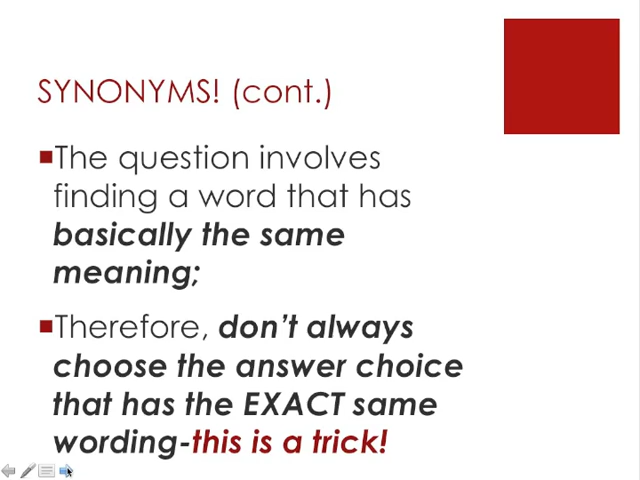 SYNONYMS! (cont.)
The question involves
finding a word that has
basically the same
meaning;
Therefore, don't always
choose the answer choice
that has the EXACT same
wording-this is a trick!